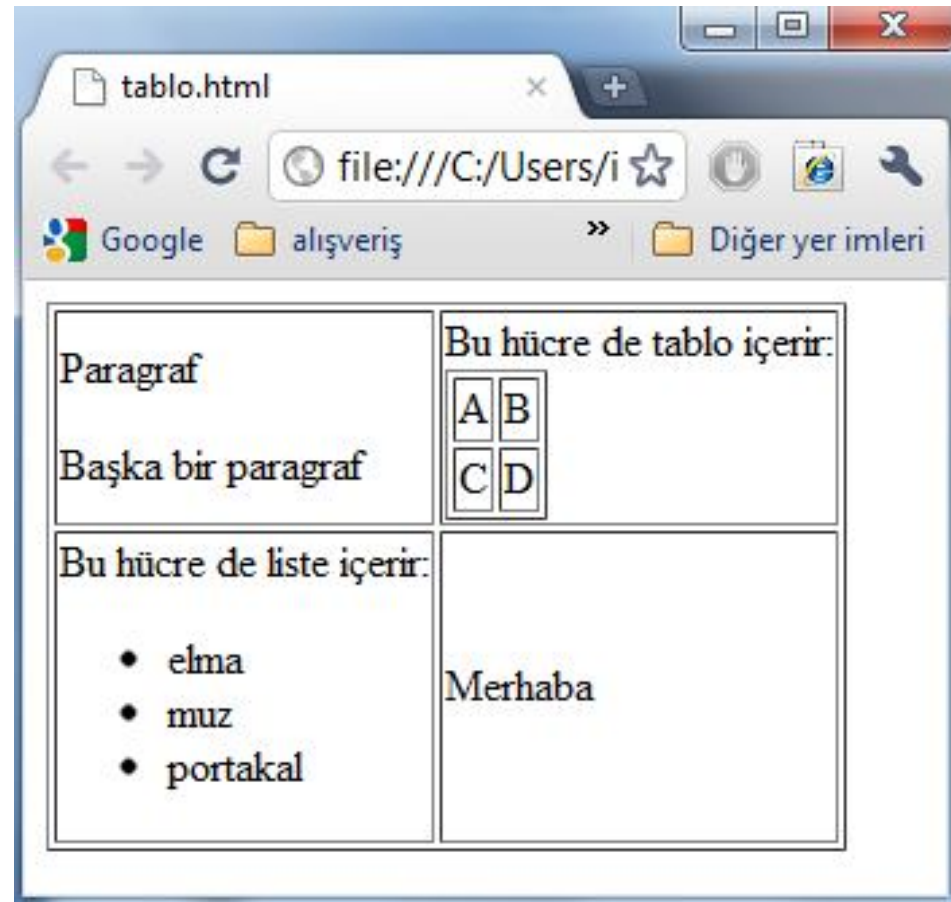 tablo.html
file:///C:/Users/i
Google alışveriş » Diğer yer imleri
Paragraf
Başka bir paragraf
Bu hücre de tablo içerir:
A B
C D
Bu hücre de liste içerir:
• elma
• muz
• portakal
Merhaba